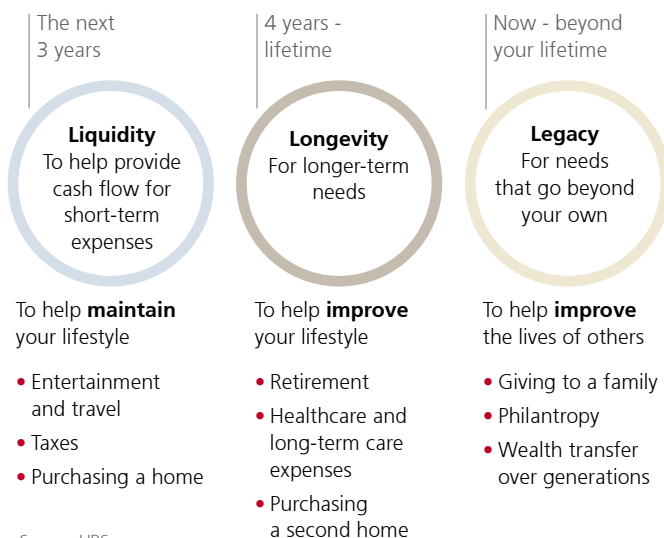 The next
3 years
Liquidity
To help provide
cash flow for
short-term
expenses
To help maintain
your lifestyle
• Entertainment
and travel
• Taxes
• Purchasing a home
4 years -
lifetime
Longevity
For longer-term
needs
To help improve
your lifestyle
• Retirement
• Healthcare and
long-term care
expenses
• Purchasing
a second home
Now - beyond
your lifetime
Legacy
For needs
that go beyond
your own
To help improve
the lives of others
• Giving to a family
• Philantropy
• Wealth transfer
over generations